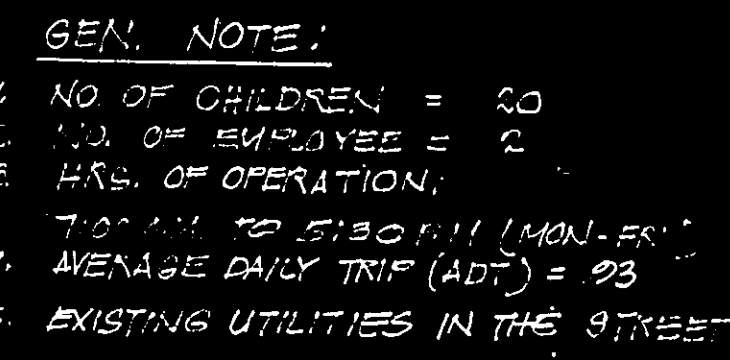 GEN. NOTE:
NO. OF CHILDREN = 20
NO. OF EMPLOYEE = 2
HRS. OF OPERATION:
7:00 A.M. TO 5:30 P.M. (MON-FRI)
AVERAGE DAILY TRIP (ADT) = 93
5. EXISTING UTILITIES IN THE STREET